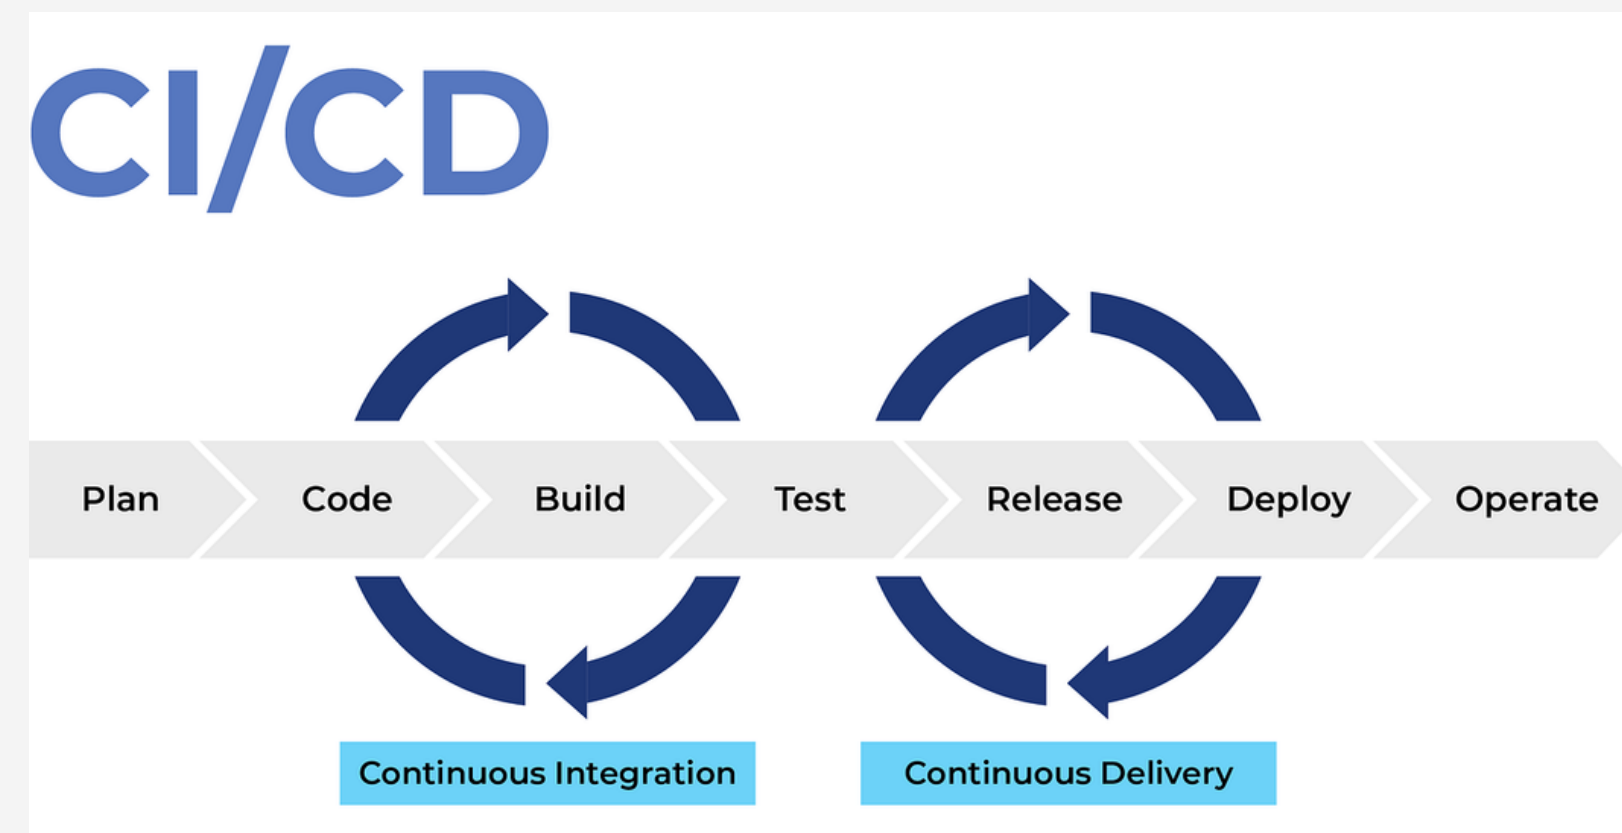 CI/CD
Plan Code Build Test Release Deploy Operate
Continuous Integration Continuous Delivery